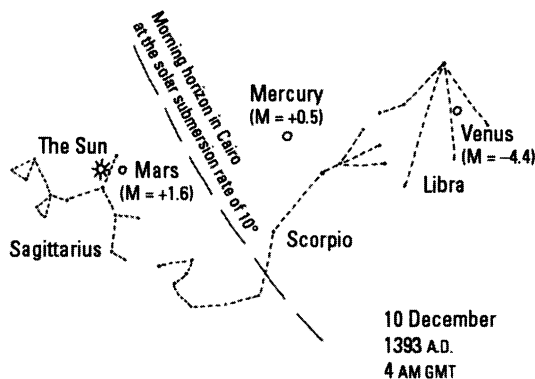 Morning horizon in Cairo
at the solar submersion rate of 10°
Mercury
(M = +0.5)
The Sun
Mars
(M = +1.6)
Venus
(M = −4.4)
Libra
Sagittarius
Scorpio
10 December
1393 A.D.
4 AM GMT